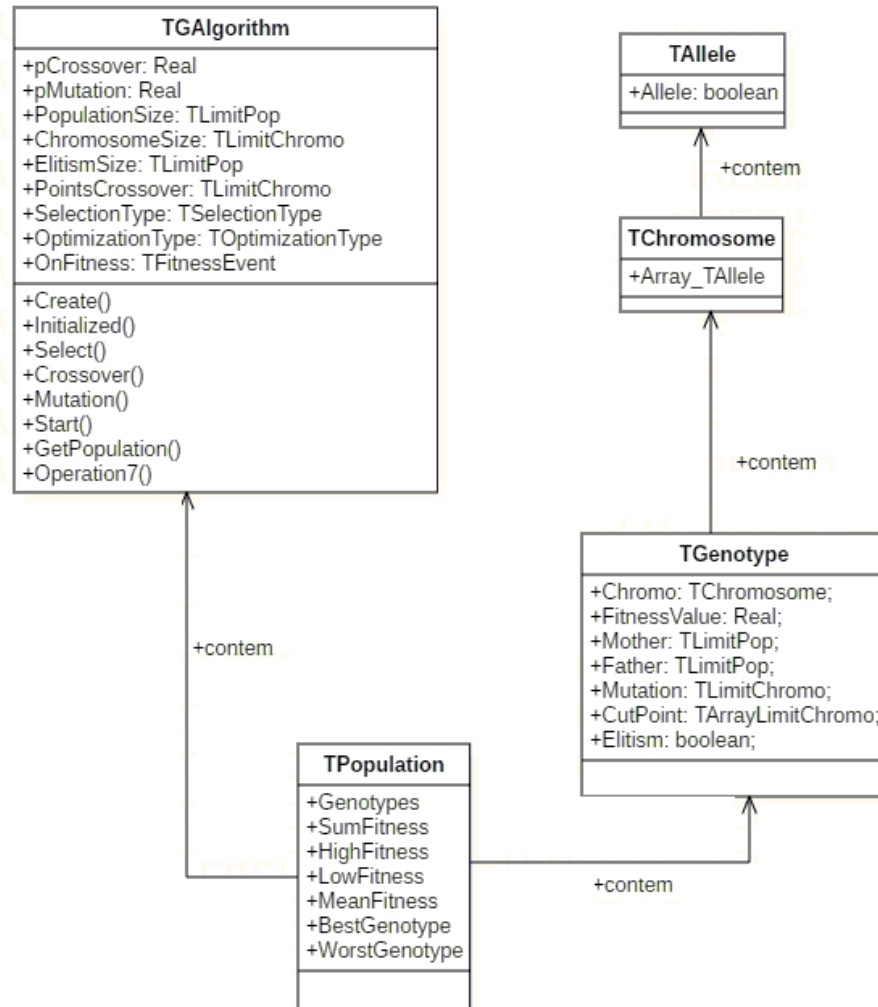 TGAlgorithm
+pCrossover: Real
+pMutation: Real
+PopulationSize: TLimitPop
+ChromosomeSize: TLimitChromo
+ElitismSize: TLimitPop
+PointsCrossover: TLimitChromo
+SelectionType: TSelectionType
+OptimizationType: TOptimizationType
+OnFitness: TFitnessEvent
+Create()
+Initialized()
+Select()
+Crossover()
+Mutation()
+Start()
+GetPopulation()
+Operation7()
TAllele
+Allele: boolean
+contem
TChromosome
+Array_TAllele
+contem
TGenotype
+Chromo: TChromosome;
+FitnessValue: Real;
+Mother: TLimitPop;
+Father: TLimitPop;
+Mutation: TLimitChromo;
+CutPoint: TArrayLimitChromo;
+Elitism: boolean;
+contem
TPopulation
+Genotypes
+SumFitness
+HighFitness
+LowFitness
+MeanFitness
+BestGenotype
+WorstGenotype
+contem